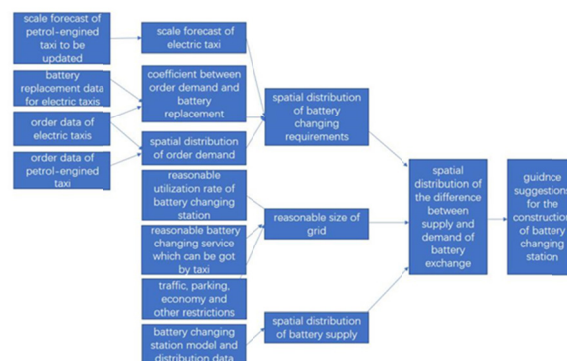 scale forecast of
petrol-engined
taxi to be
updated
battery
replacement data
for electric taxis
order data of
electric taxis
order data of
petrol-engined
taxi
scale forecast of
electric taxi
coefficient between
order demand and
battery
replacement
spatial distribution
of order demand
reasonable
utilization rate of
battery changing
station
reasonable battery
changing service
which can be got
by taxi
traffic, parking,
economy and
other restrictions
battery changing
station model and
distribution data
spatial distribution
of battery
changing
requirements
reasonable size of
grid
spatial distribution
of battery supply
spatial
distribution of
the difference
between
supply and
demand of
battery
exchange
guidnce
suggestions
for the
construction
of battery
changing
station